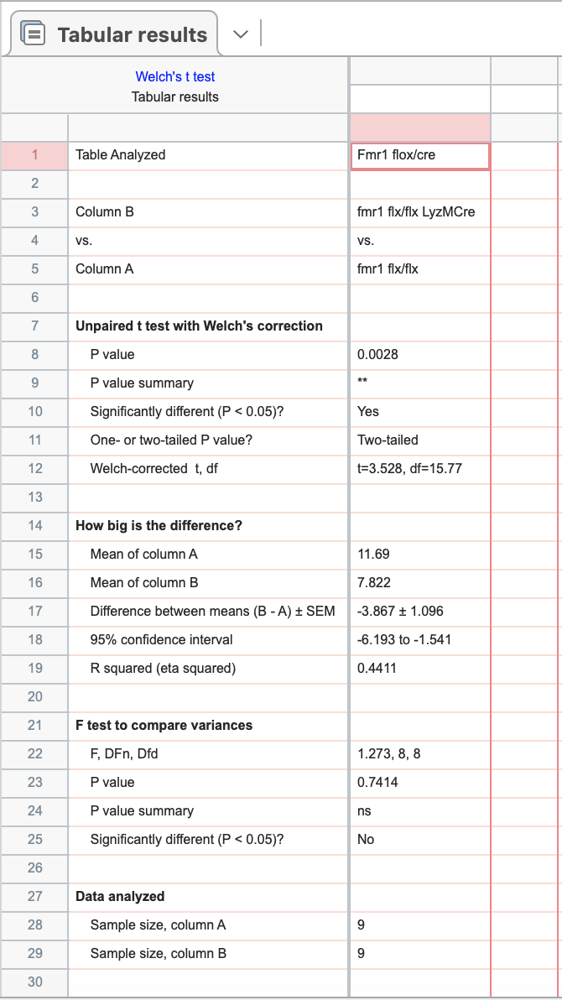 Tabular results
Welch's t test
Tabular results
1 Table Analyzed Fmr1 flox/cre
2
3 Column B fmr1 flx/flx LyzMCre
4 vs. vs.
5 Column A fmr1 flx/flx
6
7 Unpaired t test with Welch's correction
8 P value 0.0028
9 P value summary **
10 Significantly different (P < 0.05)? Yes
11 One- or two-tailed P value? Two-tailed
12 Welch-corrected t, df t=3.528, df=15.77
13
14 How big is the difference?
15 Mean of column A 11.69
16 Mean of column B 7.822
17 Difference between means (B - A) ± SEM -3.867 ± 1.096
18 95% confidence interval -6.193 to -1.541
19 R squared (eta squared) 0.4411
20
21 F test to compare variances
22 F, DFn, Dfd 1.273, 8, 8
23 P value 0.7414
24 P value summary ns
25 Significantly different (P < 0.05)? No
26
27 Data analyzed
28 Sample size, column A 9
29 Sample size, column B 9
30